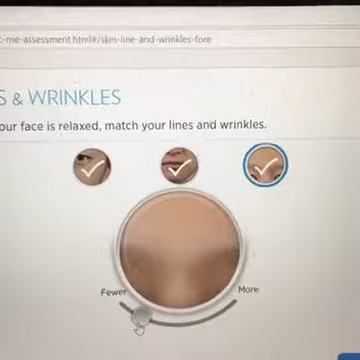 -me-assessment.html#/skin-line-and-wrinkles-fore
S & WRINKLES
our face is relaxed, match your lines and wrinkles.
Fewer
More